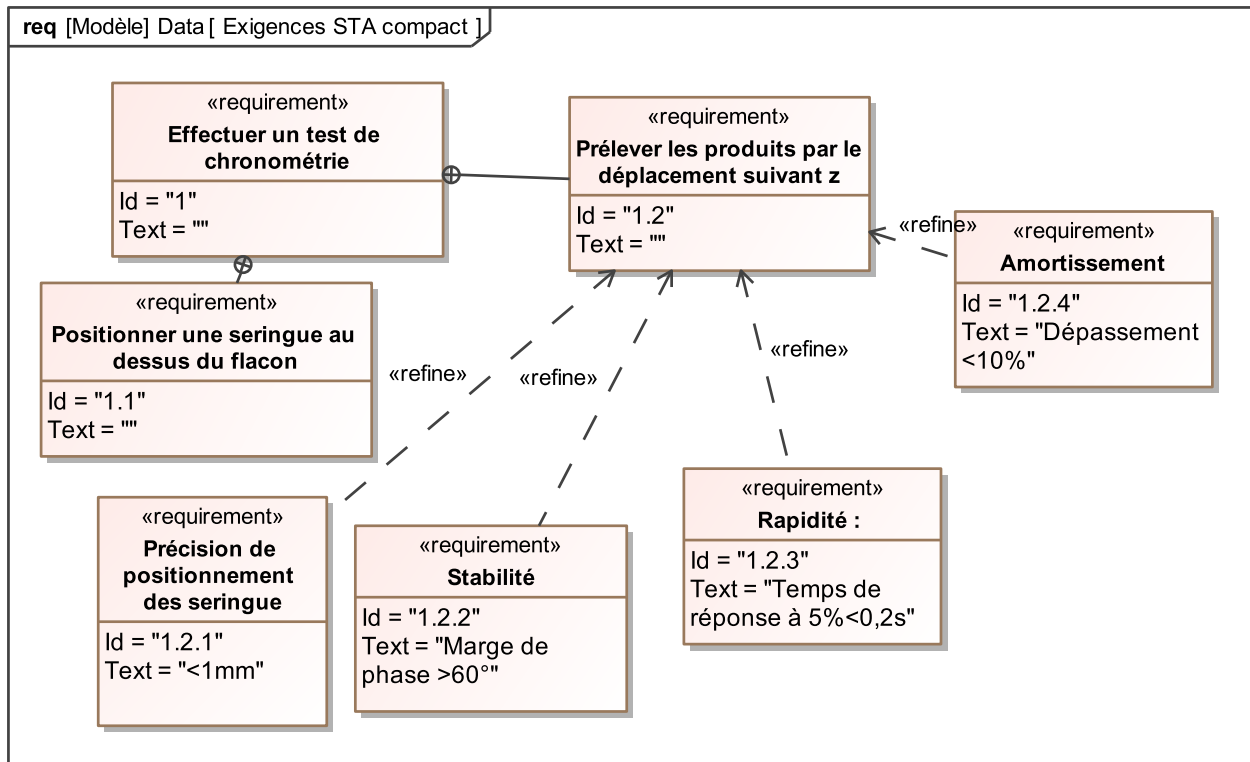 req [Modèle] Data [ Exigences STA compact ]
«requirement»
Effectuer un test de
chronométrie
Id = "1"
Text = ""
«requirement»
Prélever les produits par le
déplacement suivant z
Id = "1.2"
Text = ""
«refine»
«requirement»
Amortissement
Id = "1.2.4"
Text = "Dépassement
<10%"
«requirement»
Positionner une seringue au
dessus du flacon
Id = "1.1"
Text = ""
«refine»
«refine»
«refine»
«requirement»
Précision de
positionnement
des seringue
Id = "1.2.1"
Text = "<1mm"
«requirement»
Stabilité
Id = "1.2.2"
Text = "Marge de
phase >60°"
«requirement»
Rapidité :
Id = "1.2.3"
Text = "Temps de
réponse à 5%<0,2s"